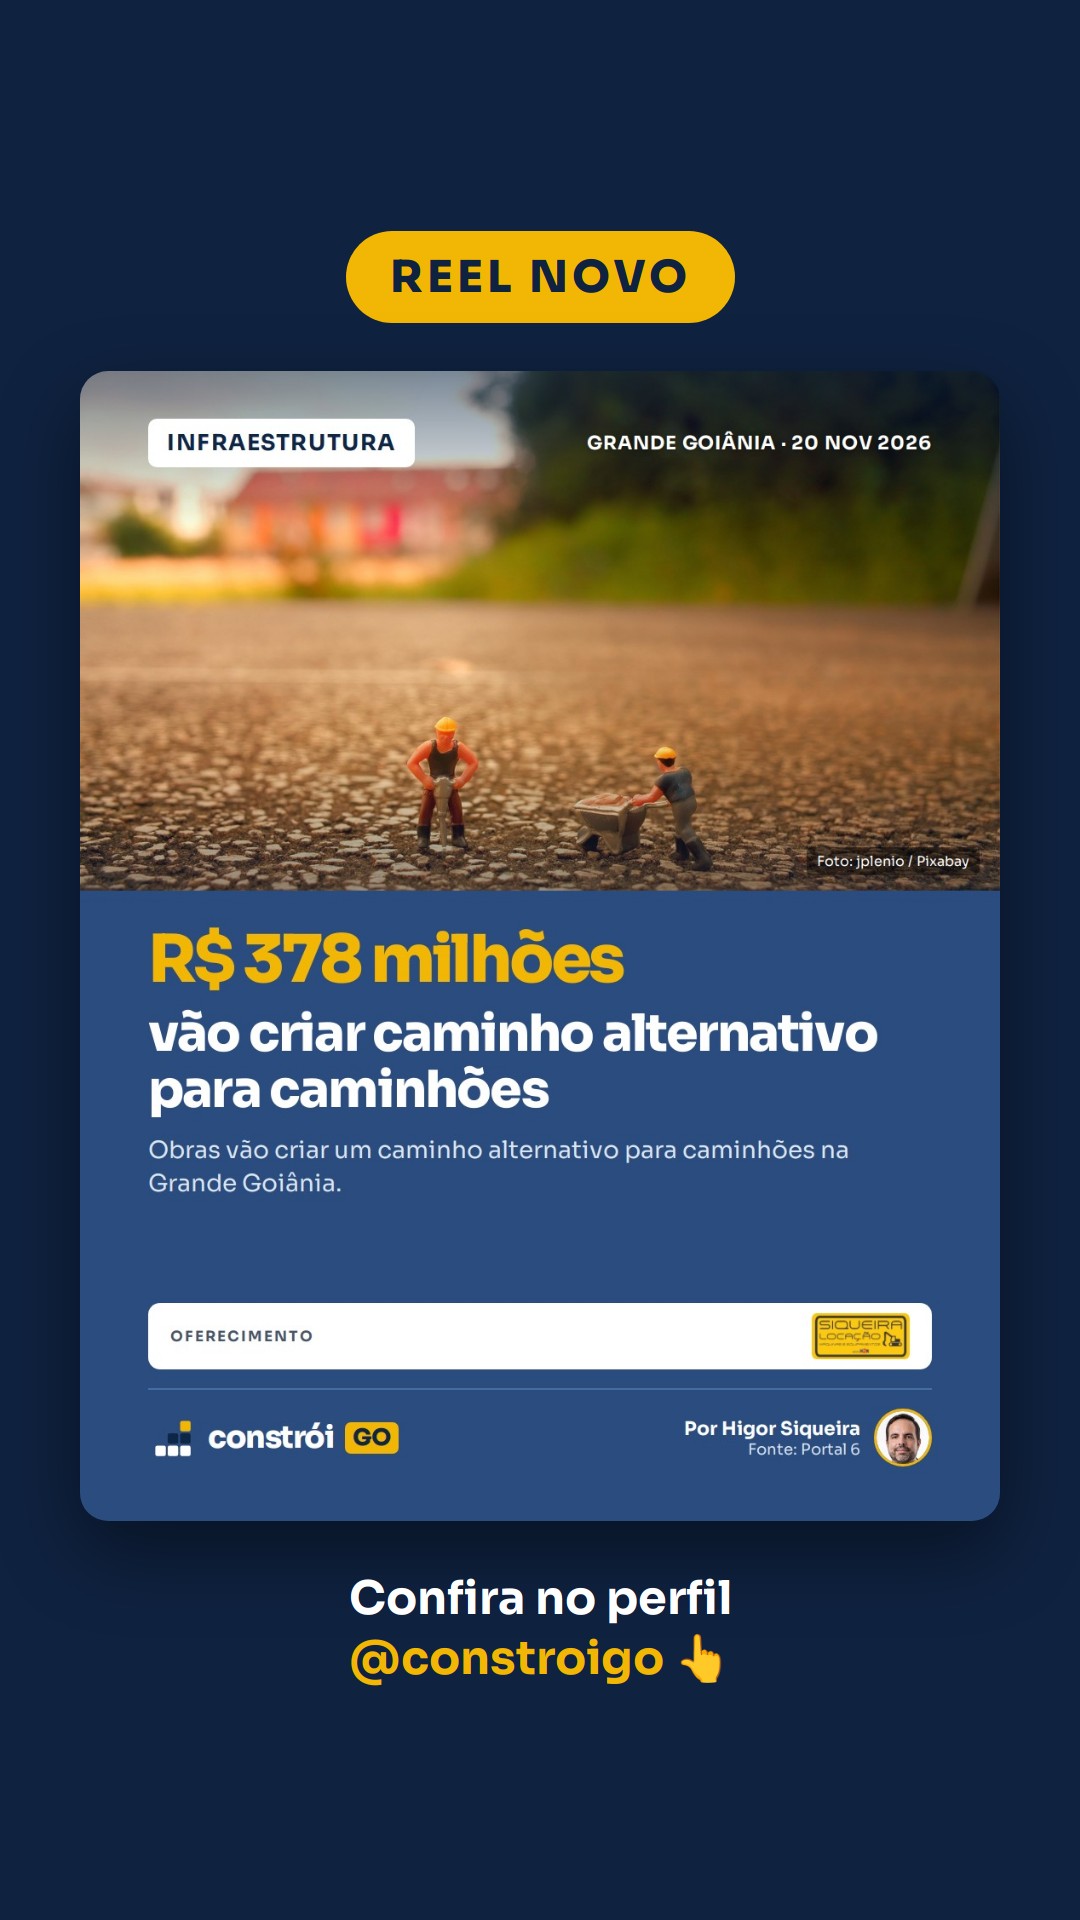 REEL NOVO
INFRAESTRUTURA
GRANDE GOIÂNIA · 20 NOV 2026
Foto: jplenio / Pixabay
R$ 378 milhões
vão criar caminho alternativo
para caminhões
Obras vão criar um caminho alternativo para caminhões na
Grande Goiânia.
OFERECIMENTO
SIQUEIRA
LOCAÇÃO
constrói GO
Por Higor Siqueira
Fonte: Portal 6
Confira no perfil
@constroigo 👆